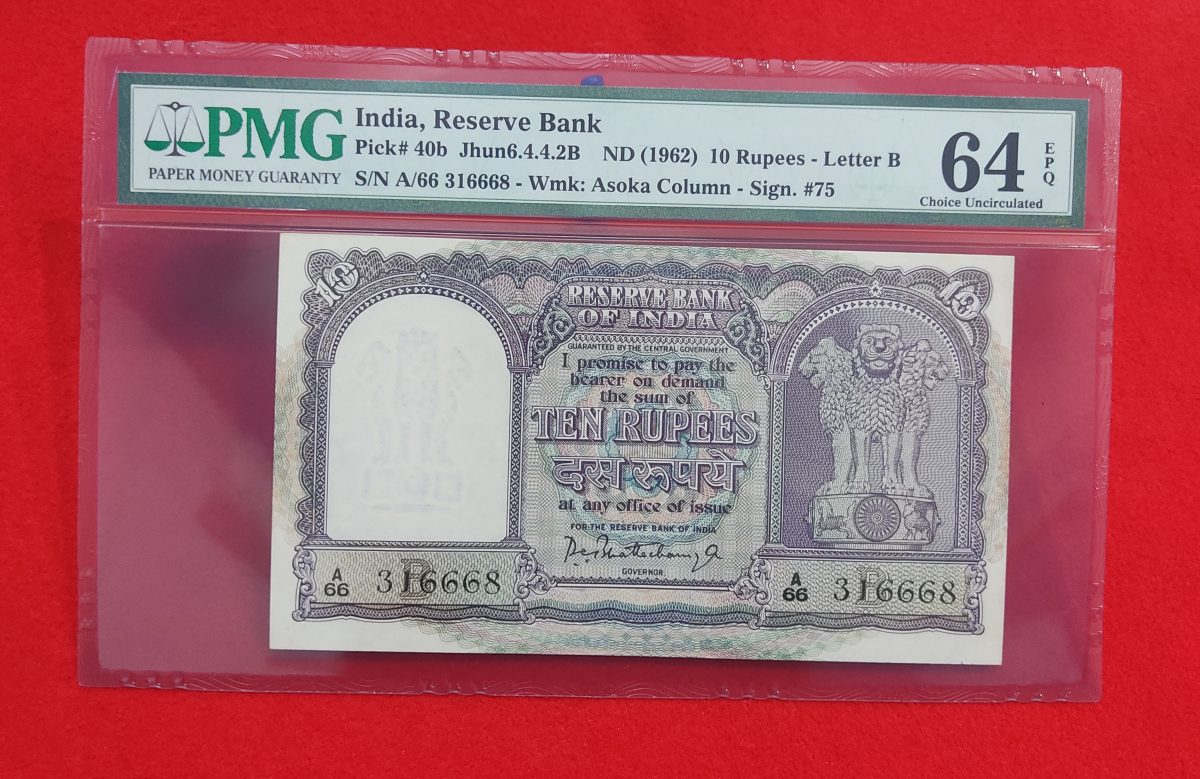 PMG
PAPER MONEY GUARANTY
India, Reserve Bank
Pick# 40b Jhun6.4.4.2B ND (1962) 10 Rupees - Letter B
S/N A/66 316668 - Wmk: Asoka Column - Sign. #75
64 EPQ
Choice Uncirculated
10
10
RESERVE BANK
OF INDIA
GUARANTEED BY THE CENTRAL GOVERNMENT
I promise to pay the
bearer on demand
the sum of
TEN RUPEES
दस रूपये
at any office of issue
FOR THE RESERVE BANK OF INDIA
GOVERNOR
A
66 316668
B
A
66 316668
B